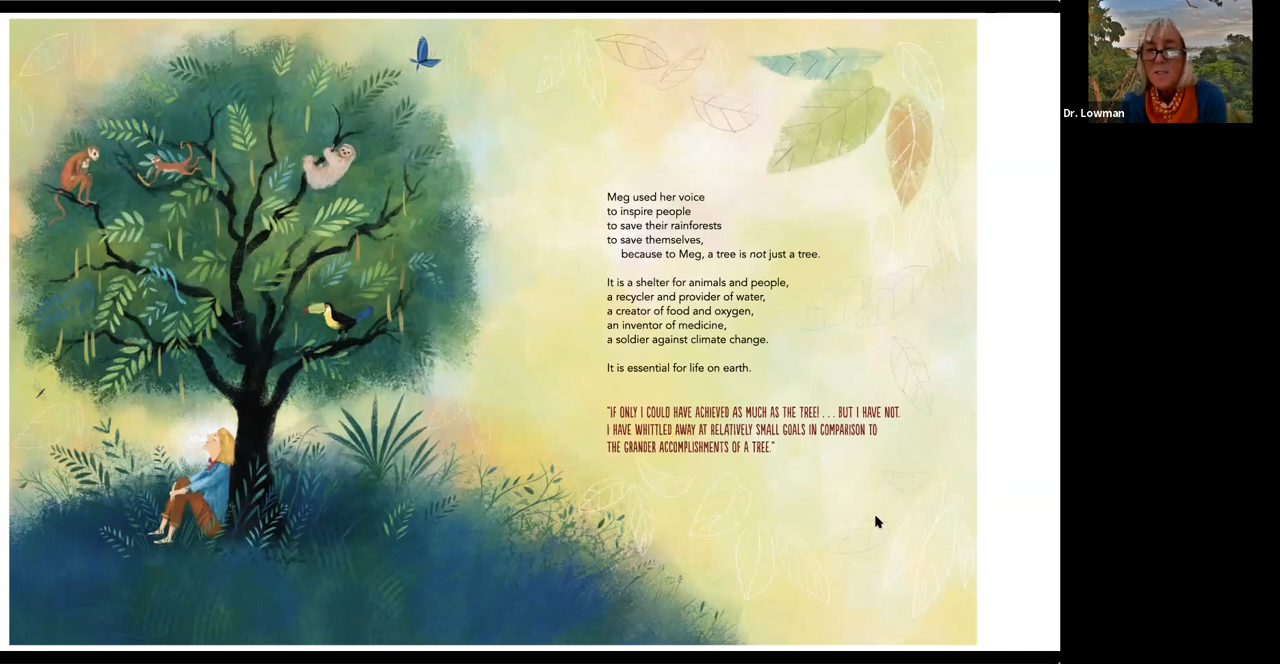 Meg used her voice
to inspire people
to save their rainforests
to save themselves,
because to Meg, a tree is not just a tree.
It is a shelter for animals and people,
a recycler and provider of water,
a creator of food and oxygen,
an inventor of medicine,
a soldier against climate change.
It is essential for life on earth.
"IF ONLY I COULD HAVE ACHIEVED AS MUCH AS THE TREE! . . . BUT I HAVE NOT.
I HAVE WHITTLED AWAY AT RELATIVELY SMALL GOALS IN COMPARISON TO
THE GRANDER ACCOMPLISHMENTS OF A TREE."
Dr. Lowman